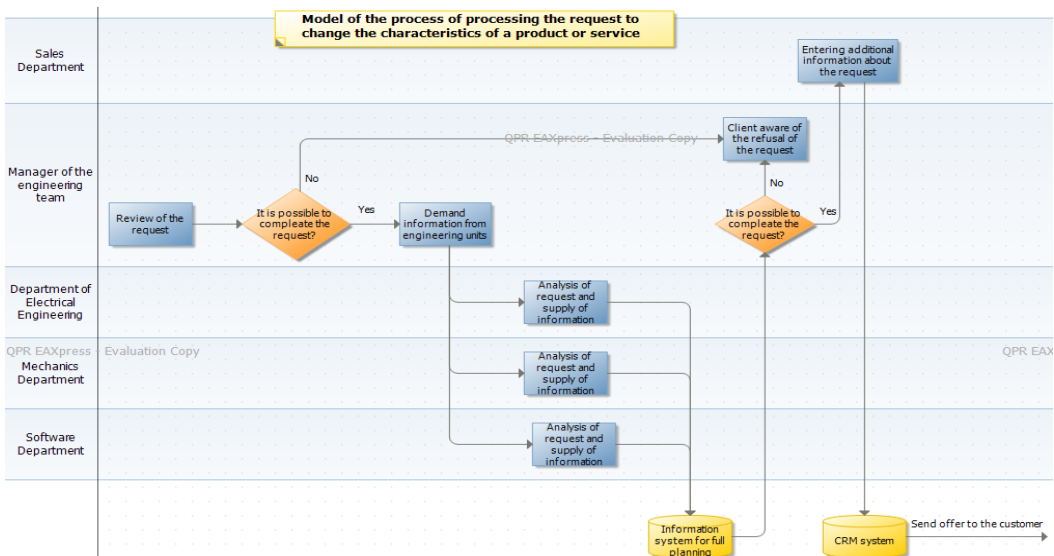 Model of the process of processing the request to
change the characteristics of a product or service
Sales
Department
Entering additional
information about
the request
Manager of the
engineering
team
QPR EAXpress - Evaluation Copy
Client aware of
the refusal of
the request
No
No
Review of the
request
It is possible to
compleate the
request?
Yes
Demand
information from
engineering units
It is possible to
compleate the
request?
Yes
Department of
Electrical
Engineering
Analysis of
request and
supply of
information
QPR EAXpress - Evaluation Copy
QPR EAX
Mechanics
Department
Analysis of
request and
supply of
information
Software
Department
Analysis of
request and
supply of
information
Information
system for full
planning
CRM system
Send offer to the customer